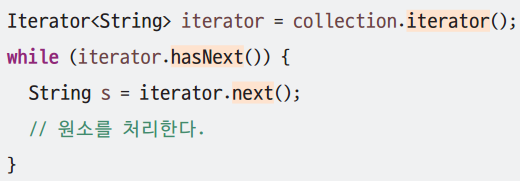 Iterator<String> iterator = collection.iterator();
while (iterator.hasNext()) {
  String s = iterator.next();
  // 원소를 처리한다.
}